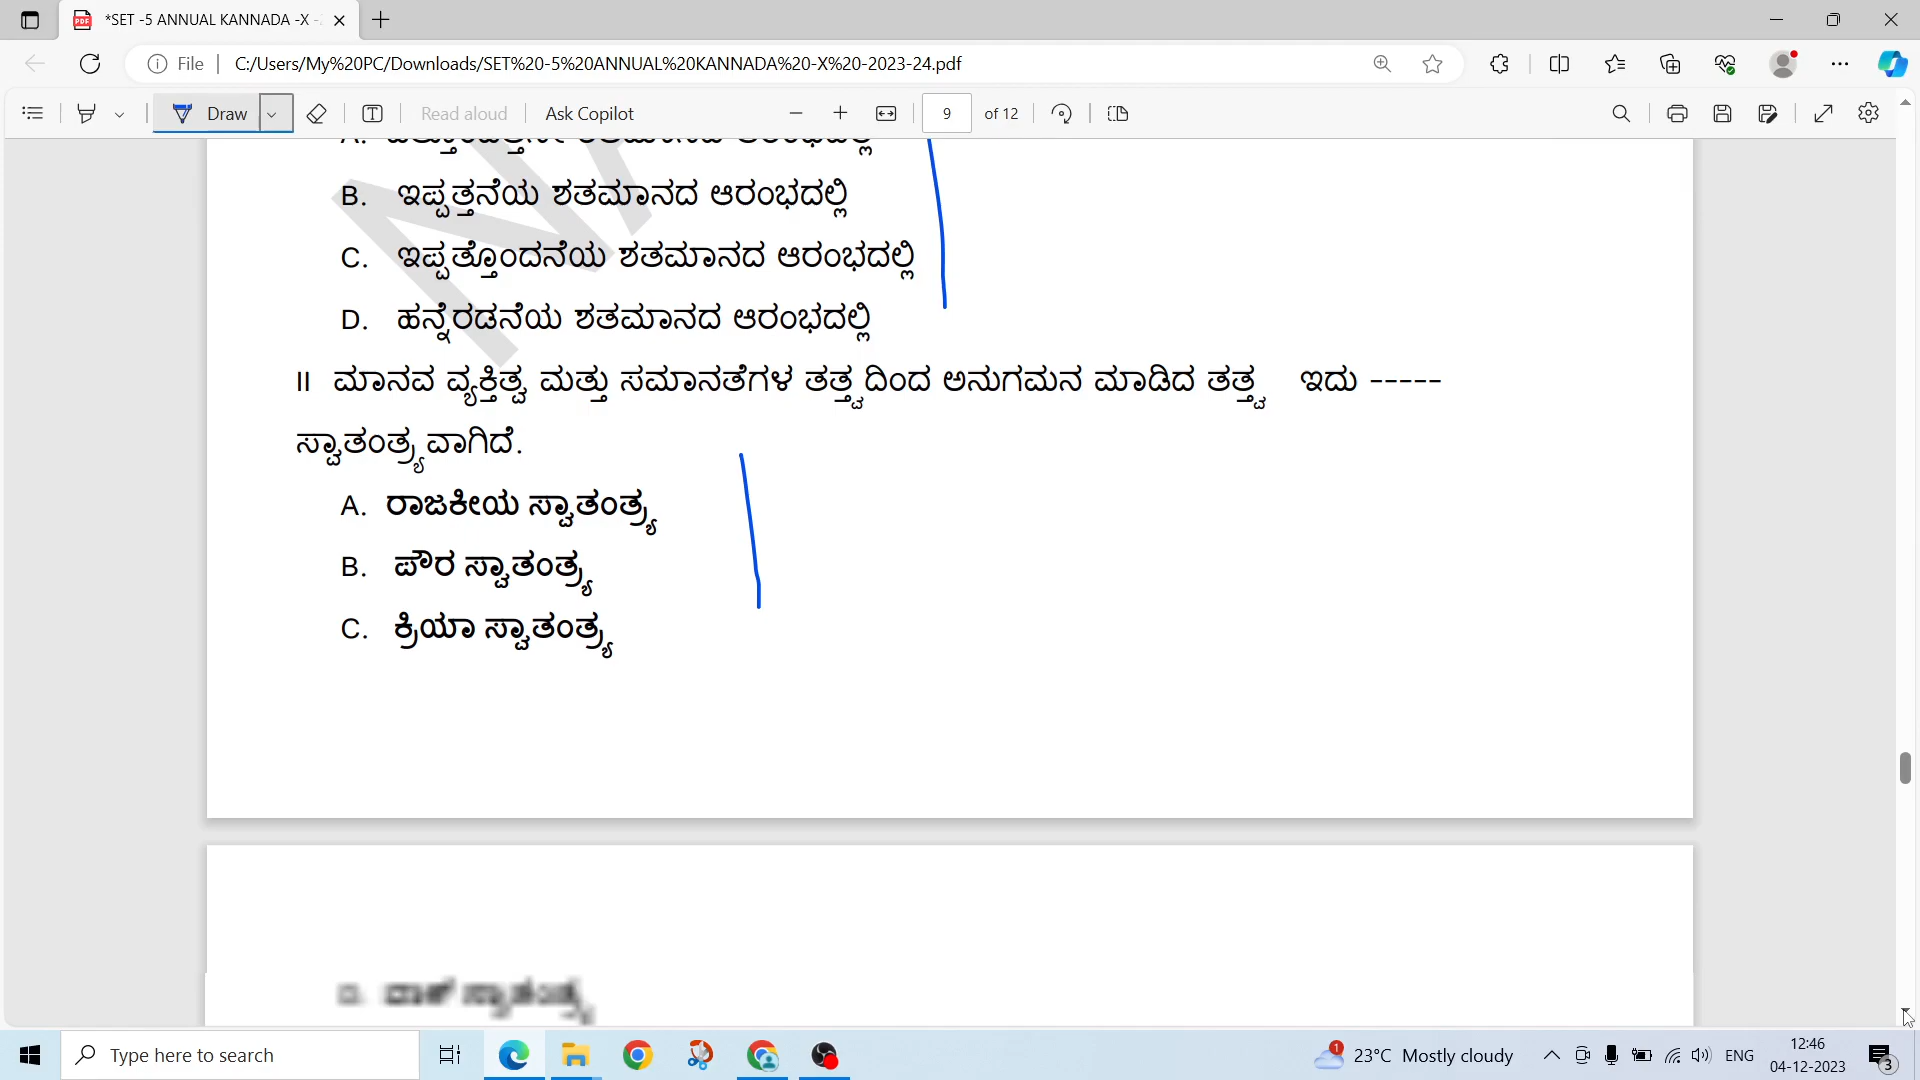 *SET -5 ANNUAL KANNADA -X -
File
C:/Users/My%20PC/Downloads/SET%20-5%20ANNUAL%20KANNADA%20-X%20-2023-24.pdf
Draw
Read aloud
Ask Copilot
9 of 12
B. ಇಪ್ಪತ್ತನೆಯ ಶತಮಾನದ ಆರಂಭದಲ್ಲಿ
C. ಇಪ್ಪತ್ತೊಂದನೆಯ ಶತಮಾನದ ಆರಂಭದಲ್ಲಿ
D. ಹನ್ನೆರಡನೆಯ ಶತಮಾನದ ಆರಂಭದಲ್ಲಿ
II ಮಾನವ ವ್ಯಕ್ತಿತ್ವ ಮತ್ತು ಸಮಾನತೆಗಳ ತತ್ತ್ವದಿಂದ ಅನುಗಮನ ಮಾಡಿದ ತತ್ತ್ವ ಇದು -----
ಸ್ವಾತಂತ್ರ್ಯವಾಗಿದೆ.
A. ರಾಜಕೀಯ ಸ್ವಾತಂತ್ರ್ಯ
B. ಪೌರ ಸ್ವಾತಂತ್ರ್ಯ
C. ಕ್ರಿಯಾ ಸ್ವಾತಂತ್ರ್ಯ
Type here to search
1
23°C Mostly cloudy
ENG
12:46
04-12-2023
3